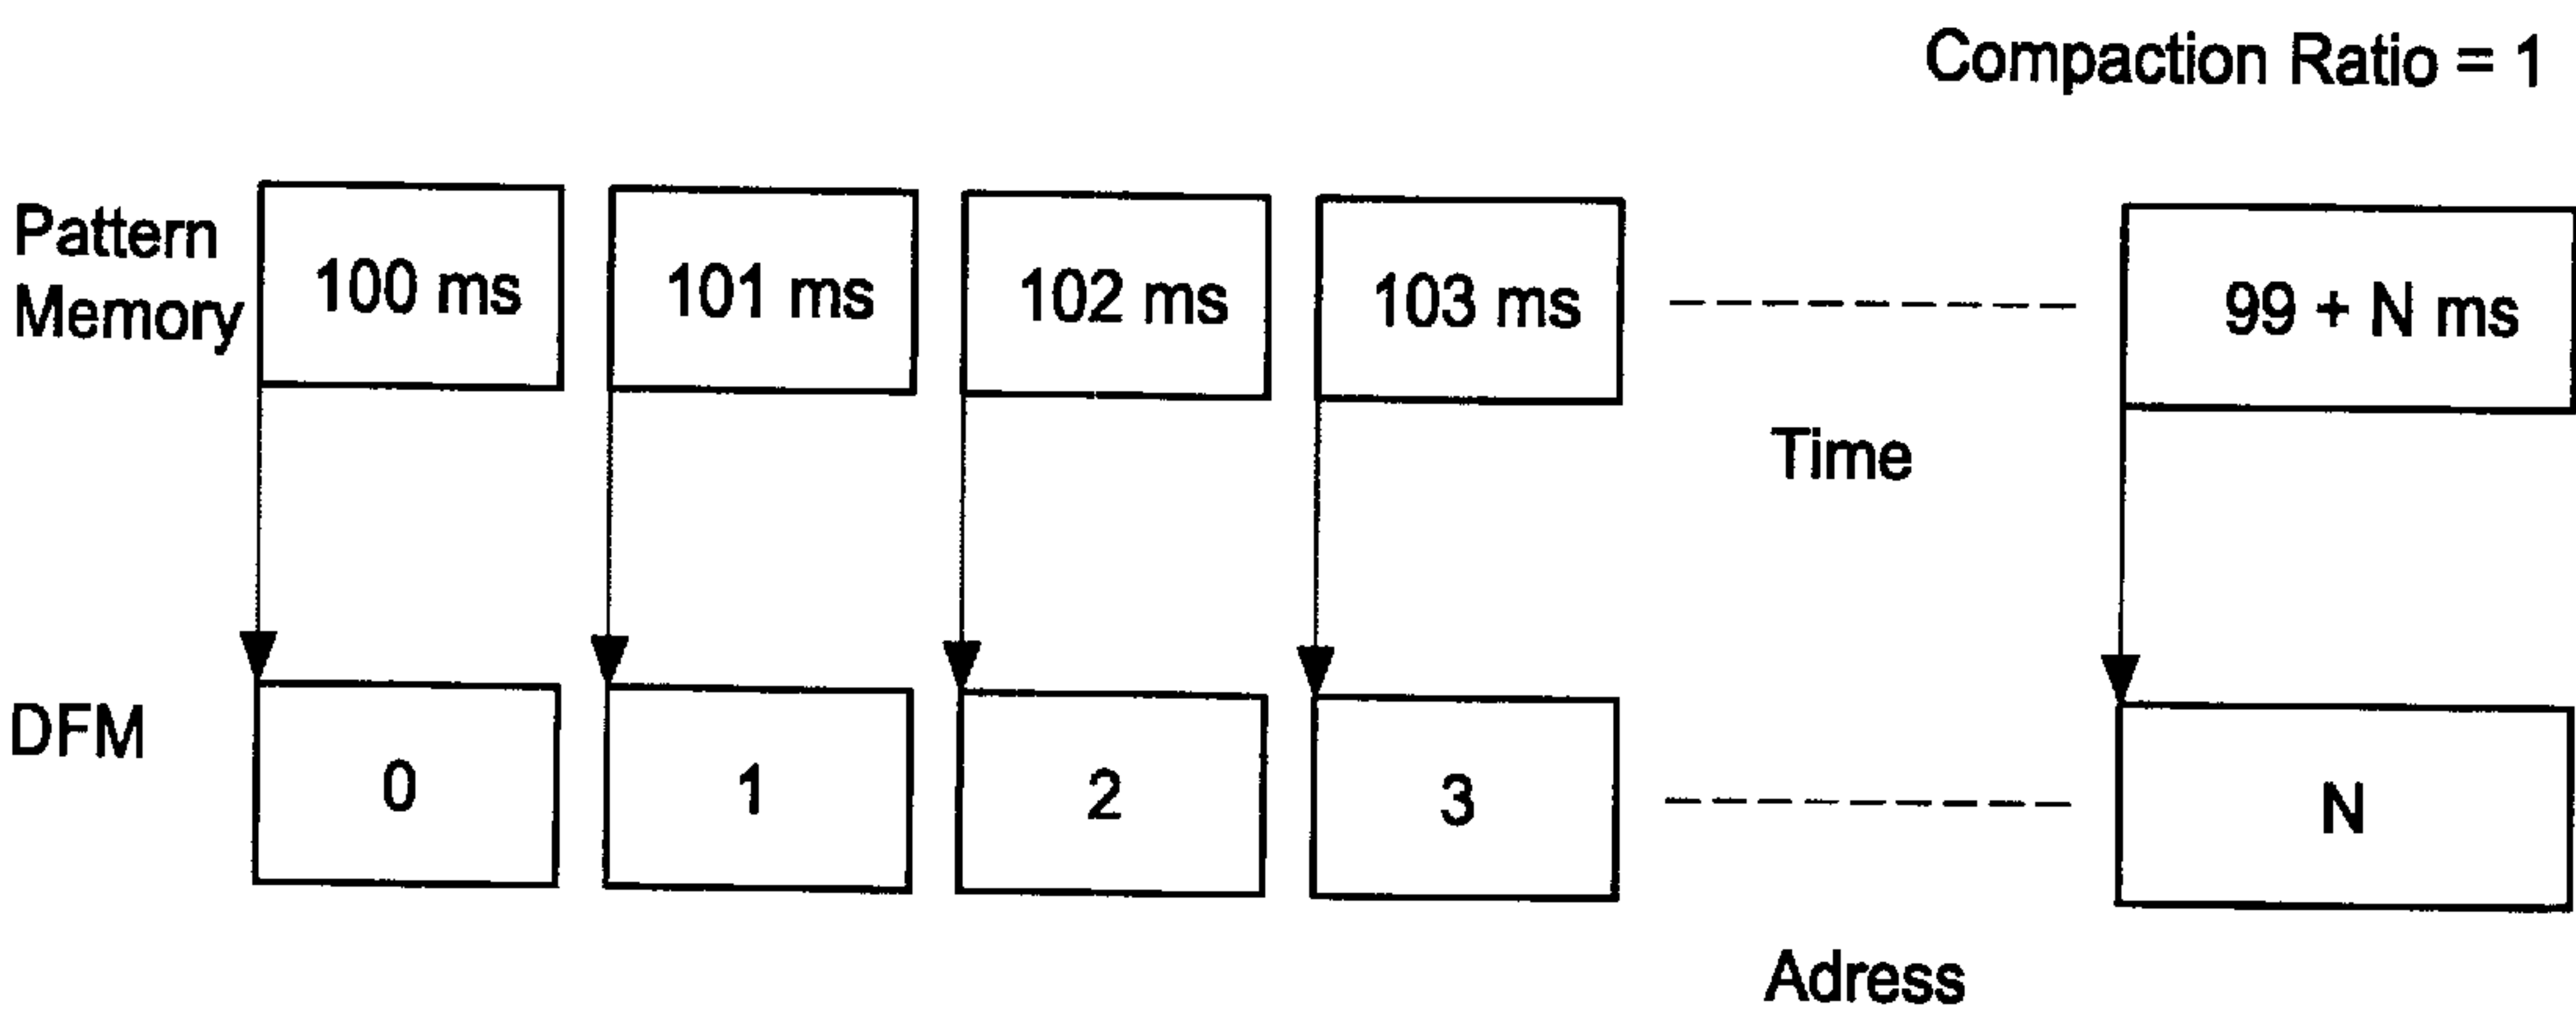 Compaction Ratio = 1
Pattern
Memory
100 ms
101 ms
102 ms
103 ms
99 + N ms
Time
DFM
0
1
2
3
N
Adress